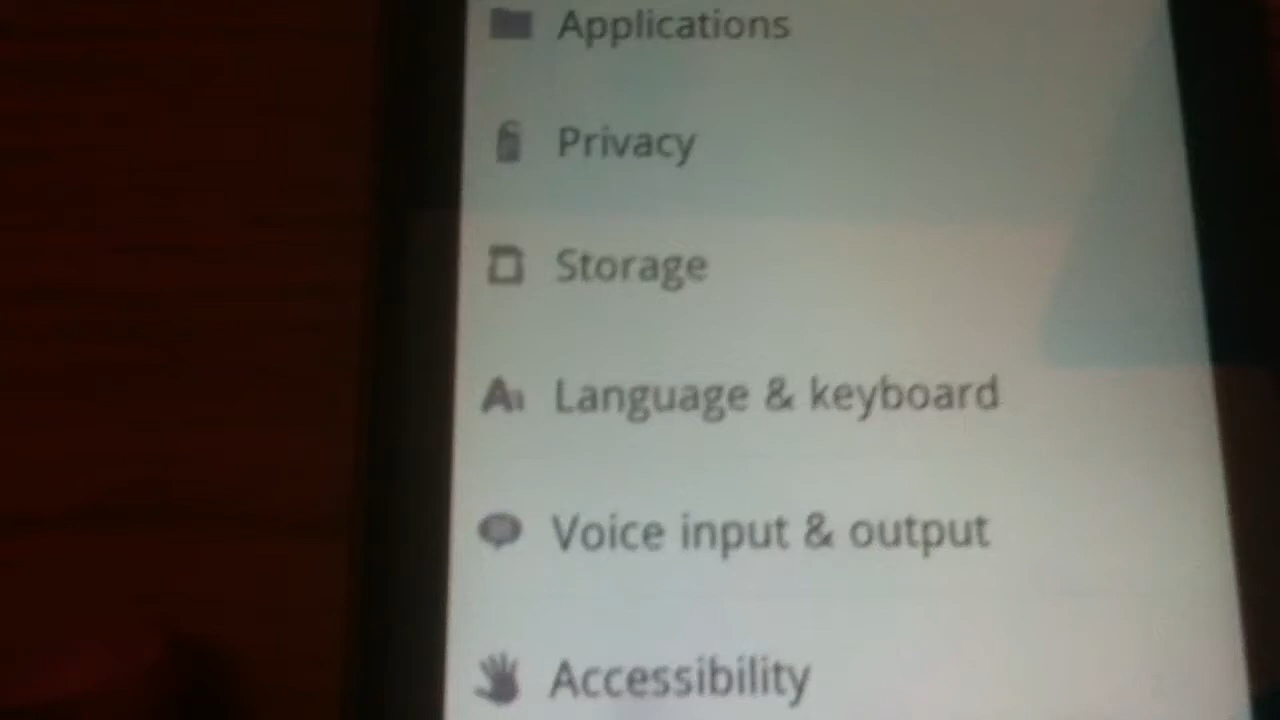 Applications
Privacy
Storage
Language & keyboard
Voice input & output
Accessibility